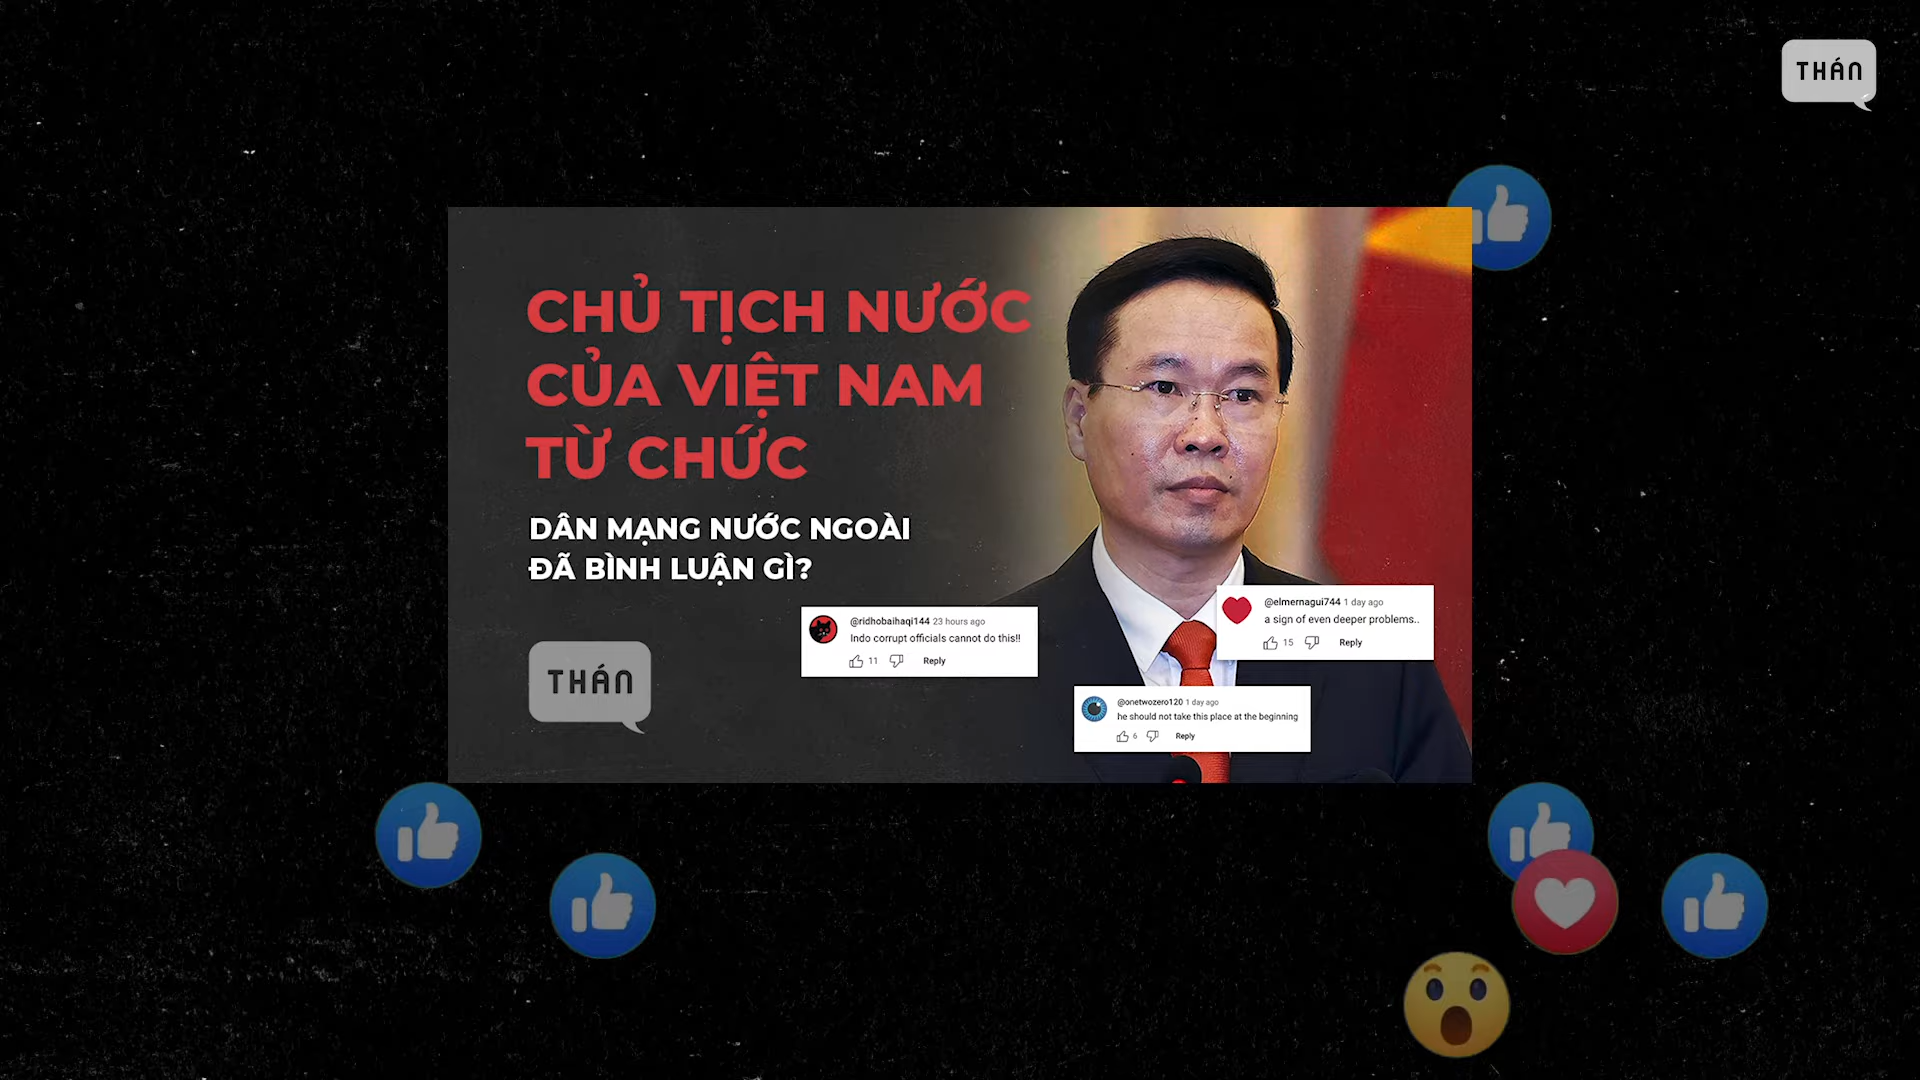 THÁN
CHỦ TỊCH NƯỚC
CỦA VIỆT NAM
TỪ CHỨC
DÂN MẠNG NƯỚC NGOÀI
ĐÃ BÌNH LUẬN GÌ?
@elmernagui744 1 day ago
a sign of even deeper problems..
15 Reply
@ridhobaihaqi144 23 hours ago
Indo corrupt officials cannot do this!!
11 Reply
THÁN
@onetwozero120 1 day ago
he should not take this place at the beginning
6 Reply